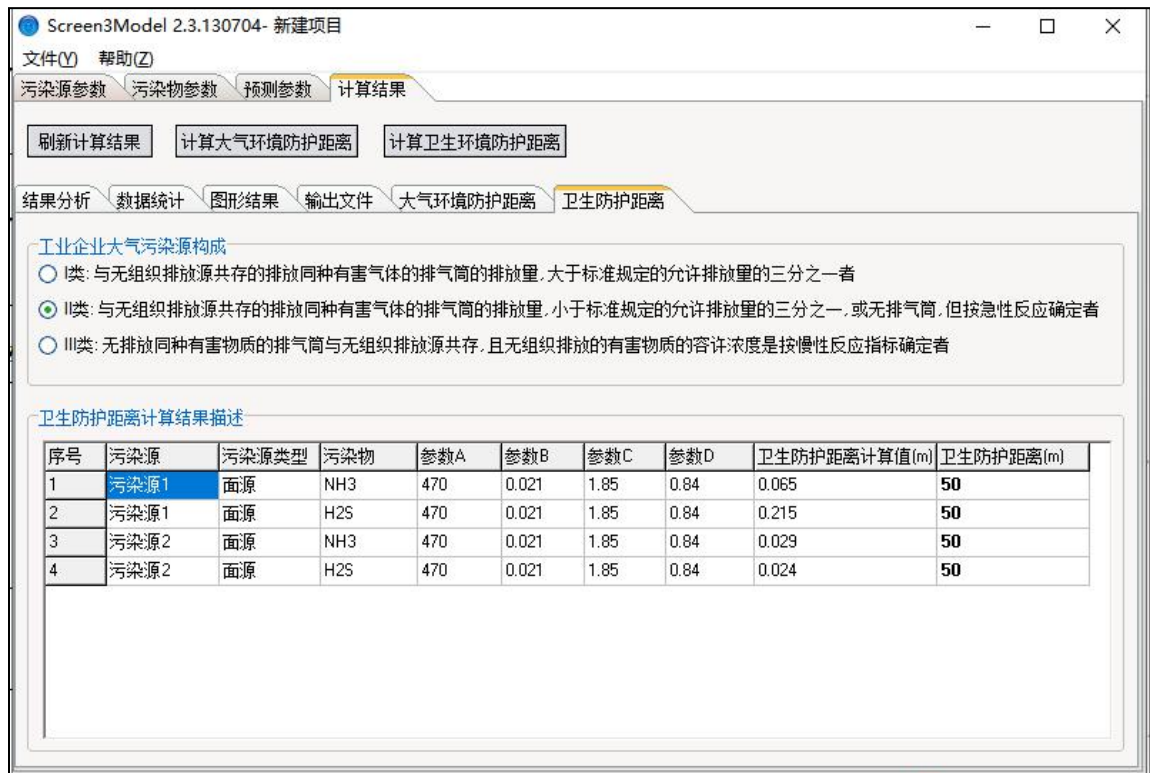 Screen3Model 2.3.130704- 新建项目
文件(Y) 帮助(Z)
污染源参数 污染物参数 预测参数 计算结果
刷新计算结果 计算大气环境防护距离 计算卫生环境防护距离
结果分析 数据统计 图形结果 输出文件 大气环境防护距离 卫生防护距离
工业企业大气污染源构成
I类: 与无组织排放源共存的排放同种有害气体的排气筒的排放量,大于标准规定的允许排放量的三分之一者
II类: 与无组织排放源共存的排放同种有害气体的排气筒的排放量,小于标准规定的允许排放量的三分之一,或无排气筒,但按急性反应确定者
III类: 无排放同种有害物质的排气筒与无组织排放源共存,且无组织排放的有害物质的容许浓度是按慢性反应指标确定者
卫生防护距离计算结果描述
序号 污染源 污染源类型 污染物 参数A 参数B 参数C 参数D 卫生防护距离计算值(m) 卫生防护距离(m)
1 污染源1 面源 NH3 470 0.021 1.85 0.84 0.065 50
2 污染源1 面源 H2S 470 0.021 1.85 0.84 0.215 50
3 污染源2 面源 NH3 470 0.021 1.85 0.84 0.029 50
4 污染源2 面源 H2S 470 0.021 1.85 0.84 0.024 50